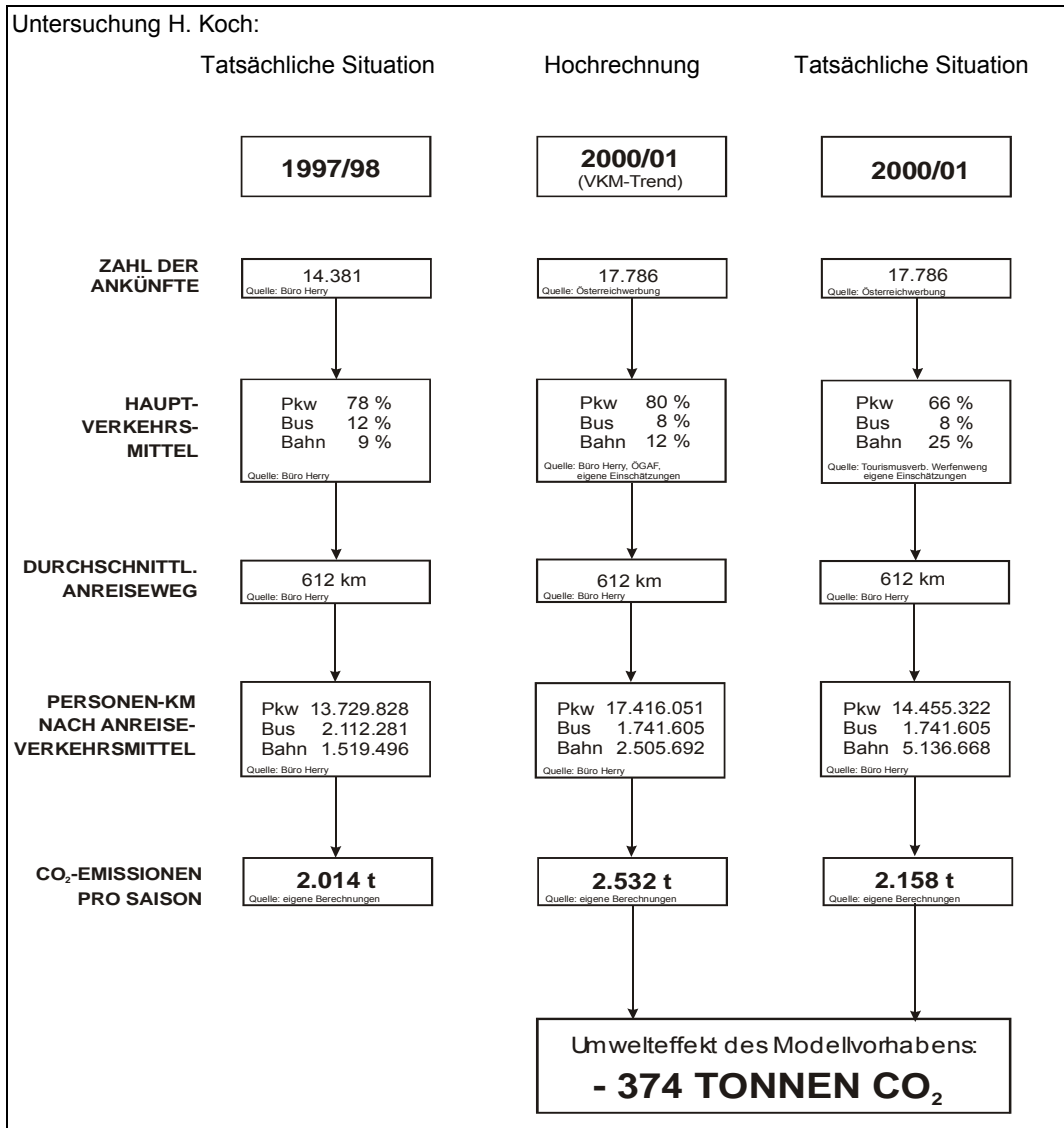 Untersuchung H. Koch:
Tatsächliche Situation Hochrechnung Tatsächliche Situation
1997/98
2000/01
(VKM-Trend)
2000/01
ZAHL DER
ANKÜNFTE
14.381
Quelle: Büro Herry
17.786
Quelle: Österreichwerbung
17.786
Quelle: Österreichwerbung
HAUPT-
VERKEHRS-
MITTEL
Pkw 78 %
Bus 12 %
Bahn 9 %
Quelle: Büro Herry
Pkw 80 %
Bus 8 %
Bahn 12 %
Quelle: Büro Herry, ÖGAF,
eigene Einschätzungen
Pkw 66 %
Bus 8 %
Bahn 25 %
Quelle: Tourismusverb. Werfenweng
eigene Einschätzungen
DURCHSCHNITTL.
ANREISEWEG
612 km
Quelle: Büro Herry
612 km
Quelle: Büro Herry
612 km
Quelle: Büro Herry
PERSONEN-KM
NACH ANREISE-
VERKEHRSMITTEL
Pkw 13.729.828
Bus 2.112.281
Bahn 1.519.496
Quelle: Büro Herry
Pkw 17.416.051
Bus 1.741.605
Bahn 2.505.692
Quelle: Büro Herry
Pkw 14.455.322
Bus 1.741.605
Bahn 5.136.668
Quelle: Büro Herry
CO₂-EMISSIONEN
PRO SAISON
2.014 t
Quelle: eigene Berechnungen
2.532 t
Quelle: eigene Berechnungen
2.158 t
Quelle: eigene Berechnungen
Umwelteffekt des Modellvorhabens:
- 374 TONNEN CO₂